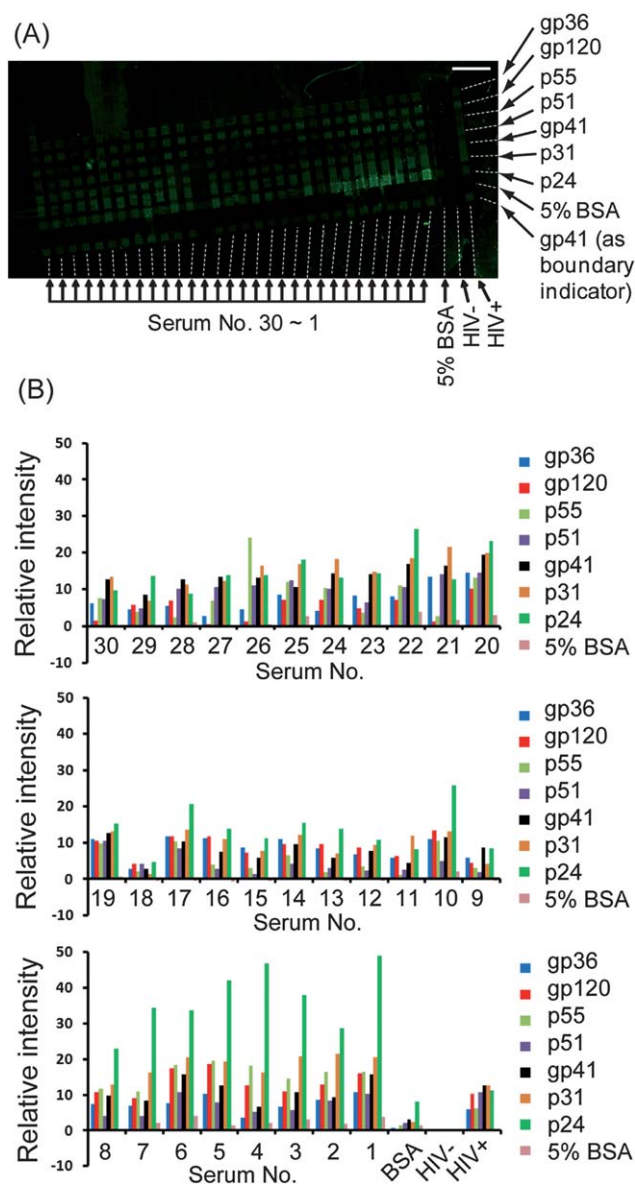 (A)
gp36
gp120
p55
p51
gp41
p31
p24
5% BSA
gp41 (as
boundary
indicator)
Serum No. 30 ~ 1
5% BSA
HIV-
HIV+
(B)
Relative intensity
50
40
30
20
10
0
-10
30 29 28 27 26 25 24 23 22 21 20
Serum No.
gp36
gp120
p55
p51
gp41
p31
p24
5% BSA
Relative intensity
50
40
30
20
10
0
-10
19 18 17 16 15 14 13 12 11 10 9
Serum No.
gp36
gp120
p55
p51
gp41
p31
p24
5% BSA
Relative intensity
50
40
30
20
10
0
-10
8 7 6 5 4 3 2 1 BSA HIV- HIV+
Serum No.
gp36
gp120
p55
p51
gp41
p31
p24
5% BSA